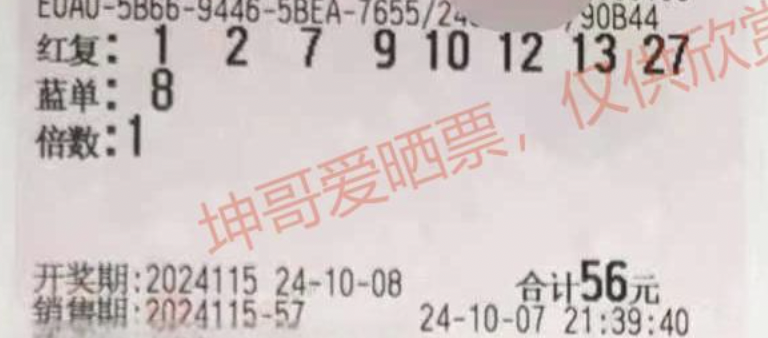 E0A0-5B66-9446-5BEA-7655/24 /90B44
红复: 1 2 7 9 10 12 13 27
蓝单: 8
倍数:1
坤哥爱晒票,仅供欣赏
开奖期:2024115 24-10-08 合计56元
销售期:2024115-57 24-10-07 21:39:40